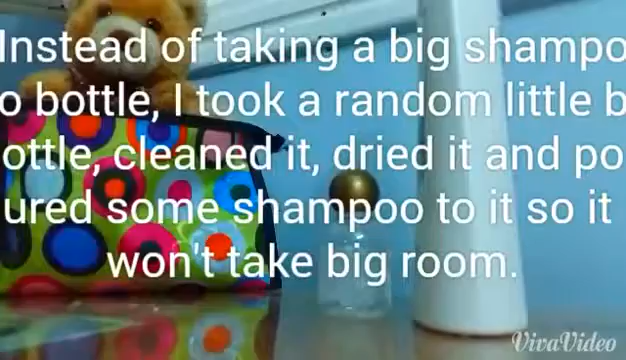 Instead of taking a big shampo
o bottle, I took a random little b
ottle, cleaned it, dried it and po
ured some shampoo to it so it
won't take big room.
VivaVideo